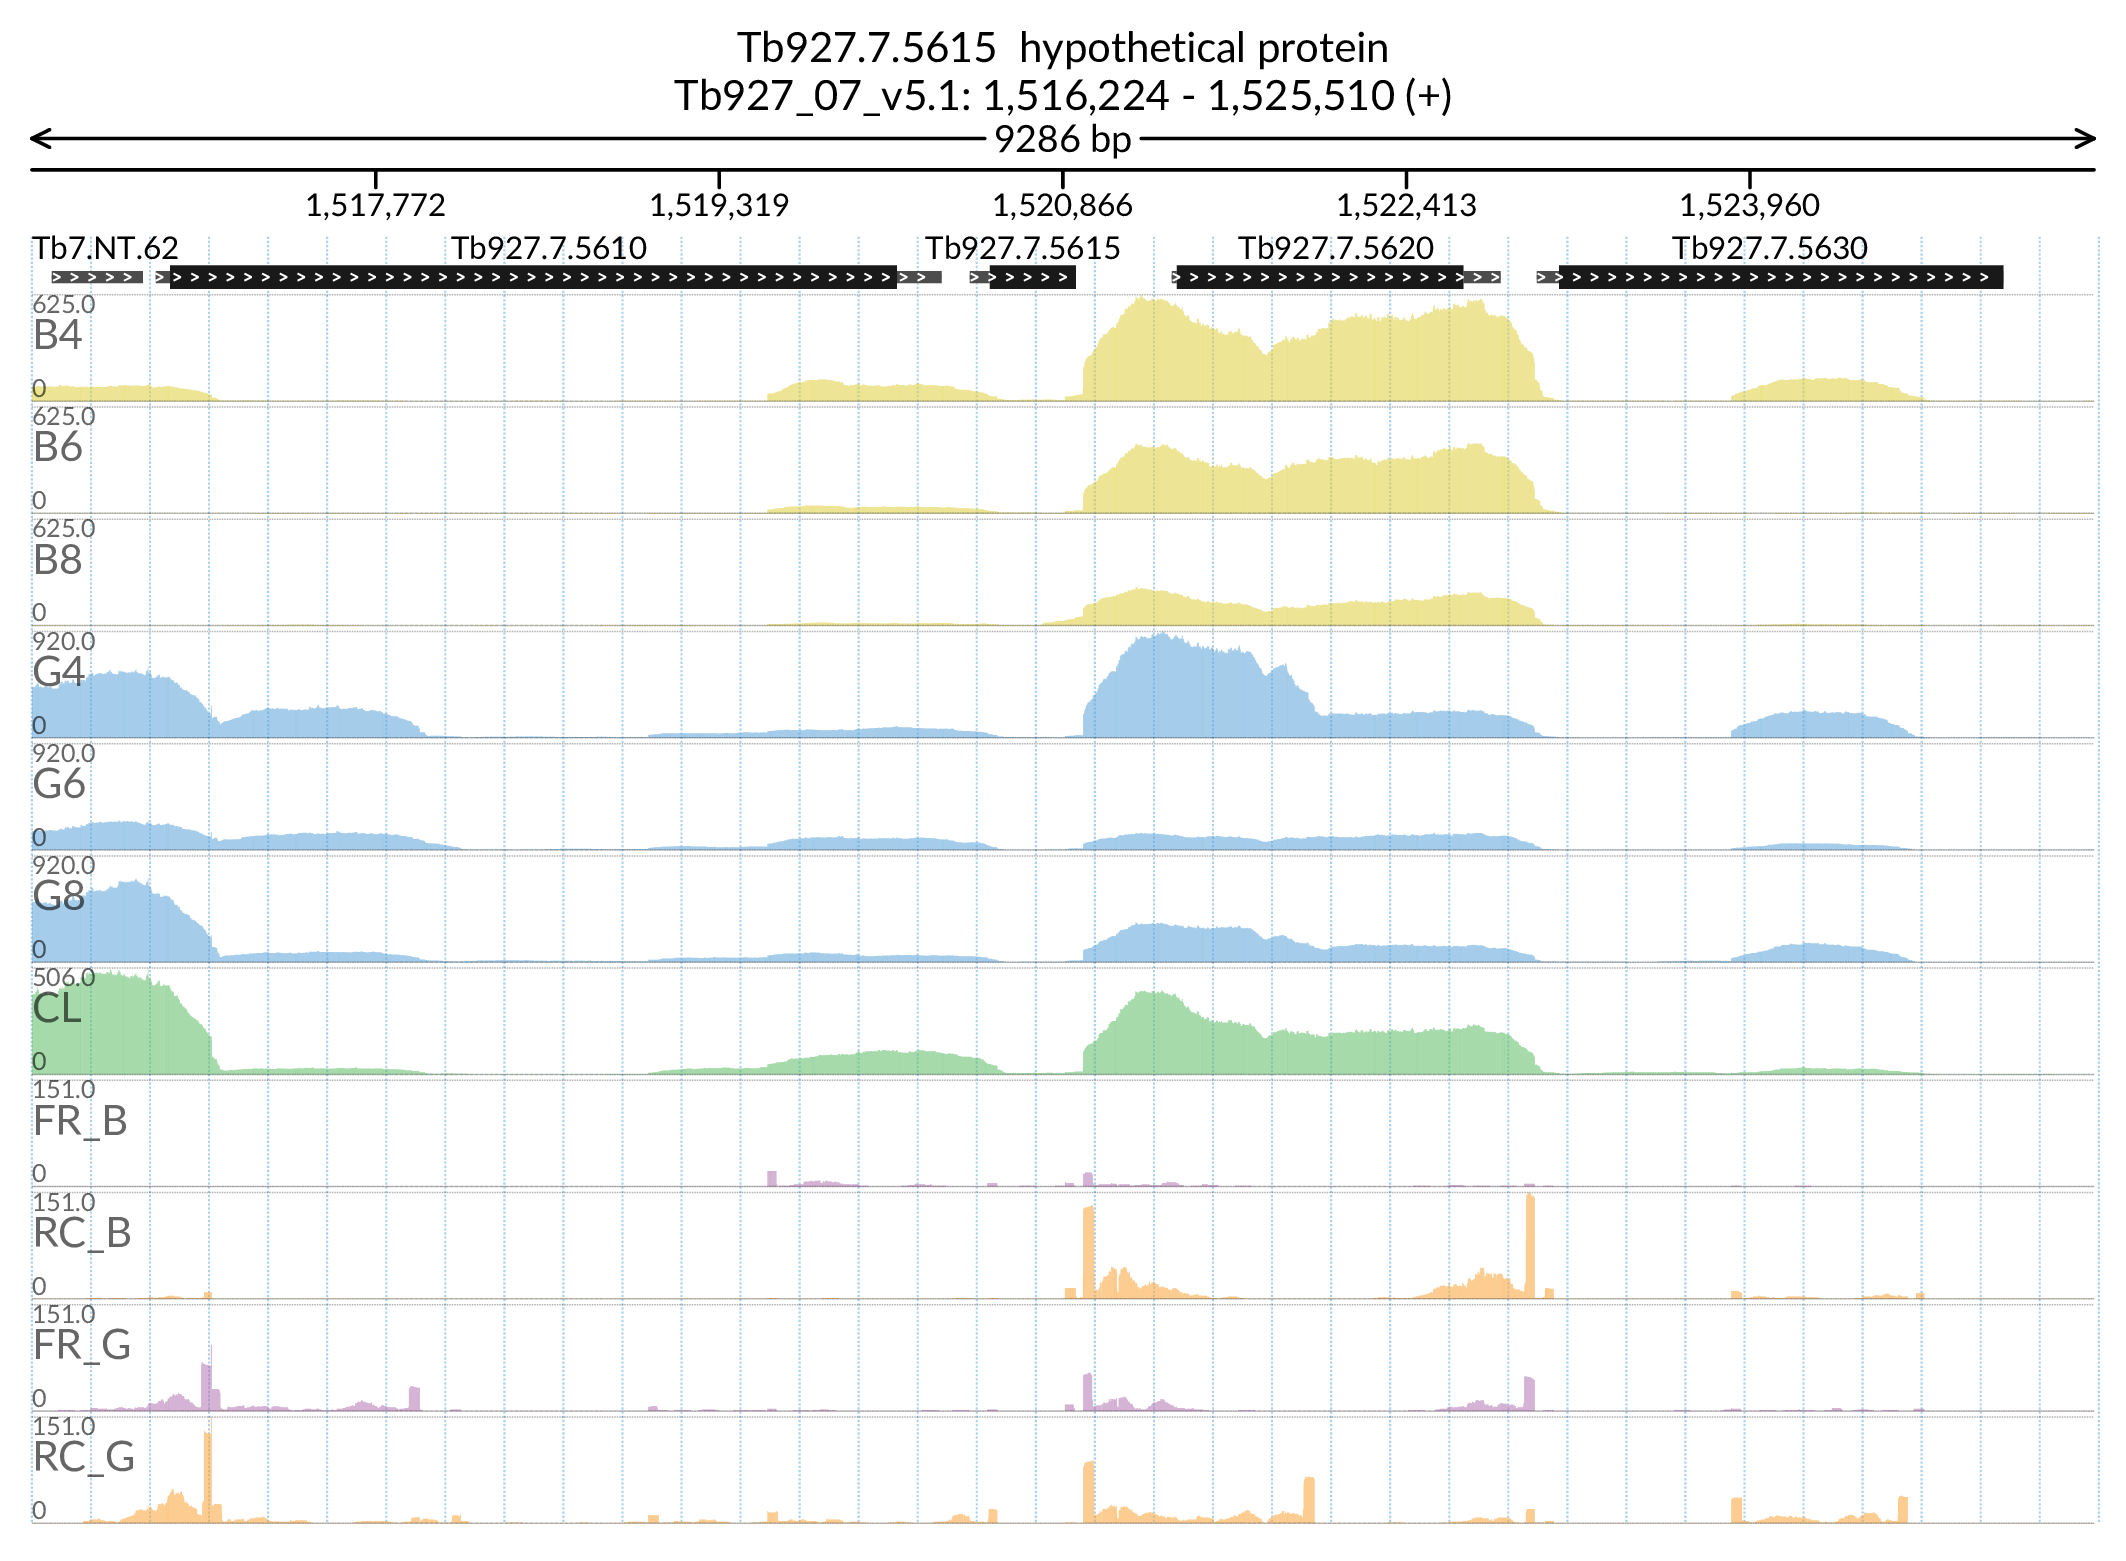 Tb927.7.5615  hypothetical protein
Tb927_07_v5.1: 1,516,224 - 1,525,510 (+)
9286 bp
1,517,772 1,519,319 1,520,866 1,522,413 1,523,960
Tb7.NT.62 Tb927.7.5610 Tb927.7.5615 Tb927.7.5620 Tb927.7.5630
625.0
B4
0
625.0
B6
0
625.0
B8
0
920.0
G4
0
920.0
G6
0
920.0
G8
0
506.0
CL
0
151.0
FR_B
0
151.0
RC_B
0
151.0
FR_G
0
151.0
RC_G
0